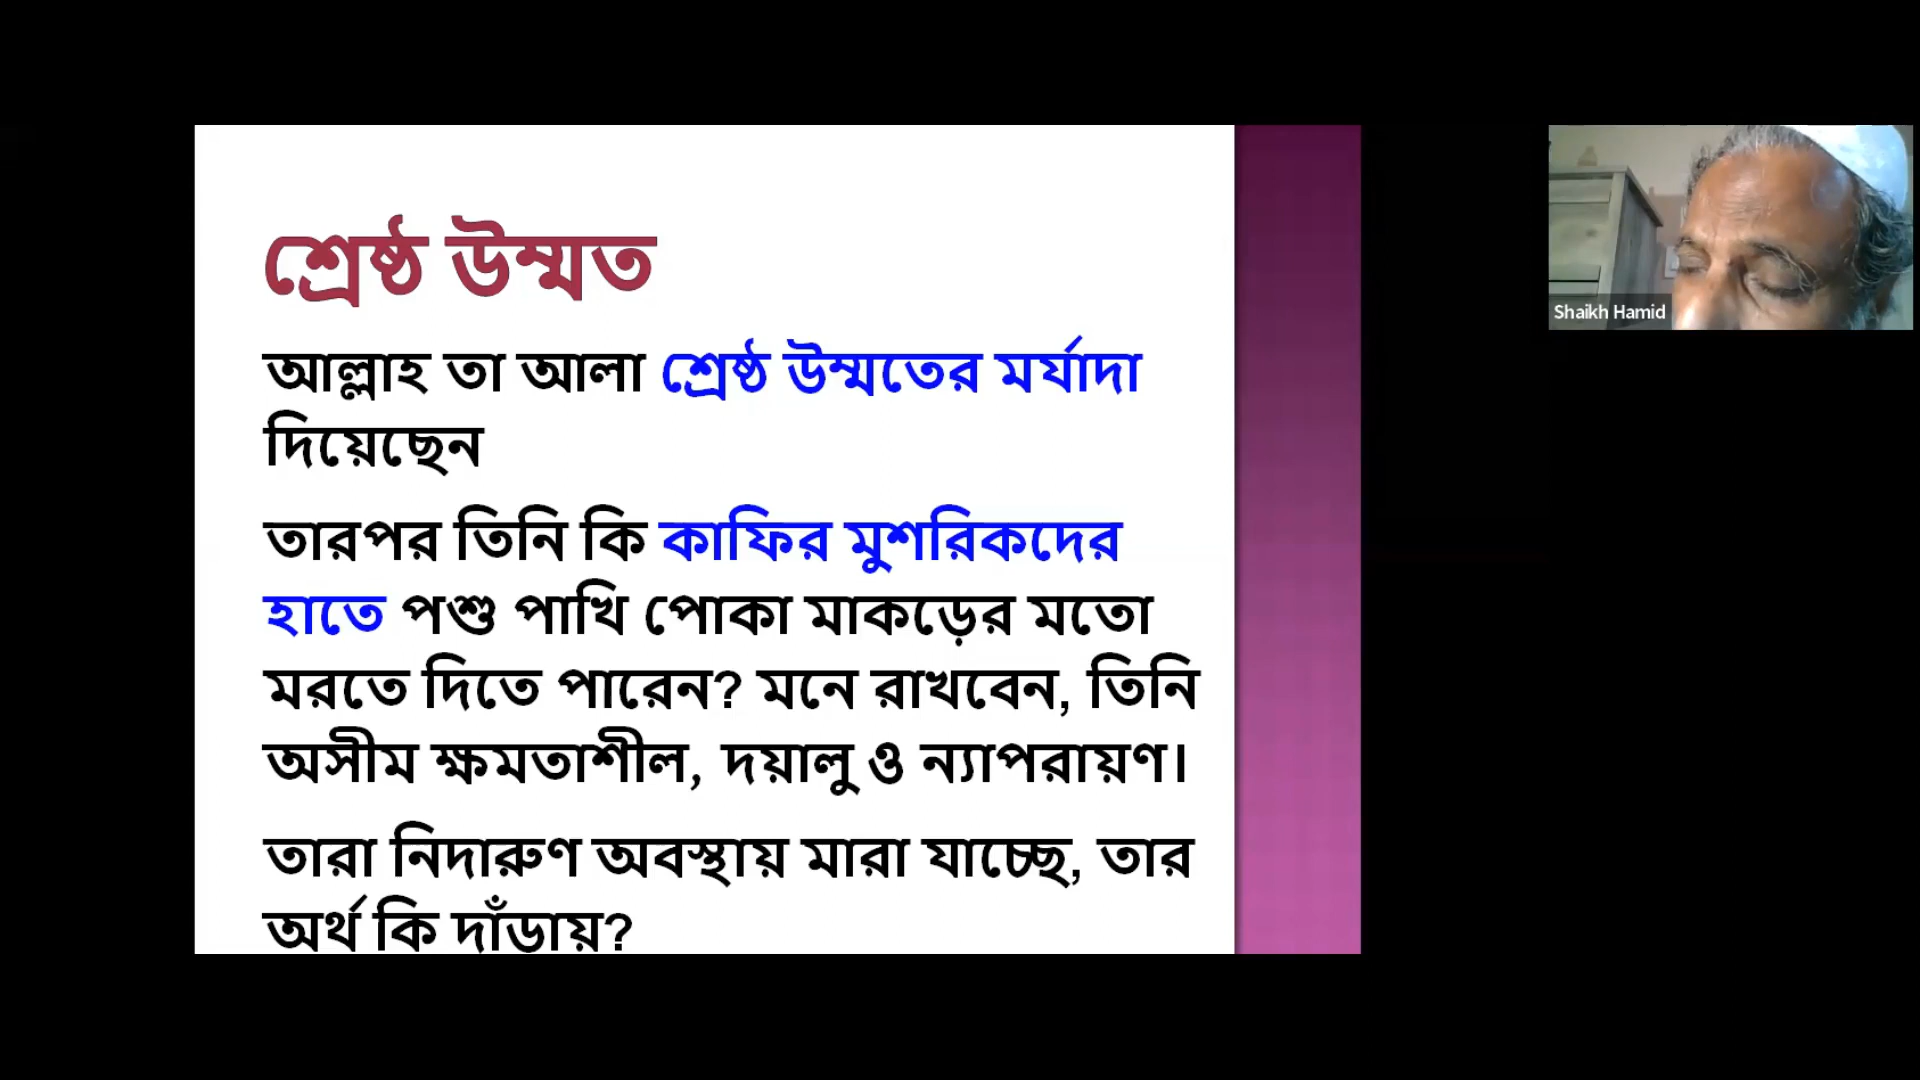 শ্রেষ্ঠ উম্মত
আল্লাহ তা আলা শ্রেষ্ঠ উম্মতের মর্যাদা
দিয়েছেন
তারপর তিনি কি কাফির মুশরিকদের
হাতে পশু পাখি পোকা মাকড়ের মতো
মরতে দিতে পারেন? মনে রাখবেন, তিনি
অসীম ক্ষমতাশীল, দয়ালু ও ন্যাপরায়ণ।
তারা নিদারুণ অবস্থায় মারা যাচ্ছে, তার
অর্থ কি দাঁড়ায়?
Shaikh Hamid